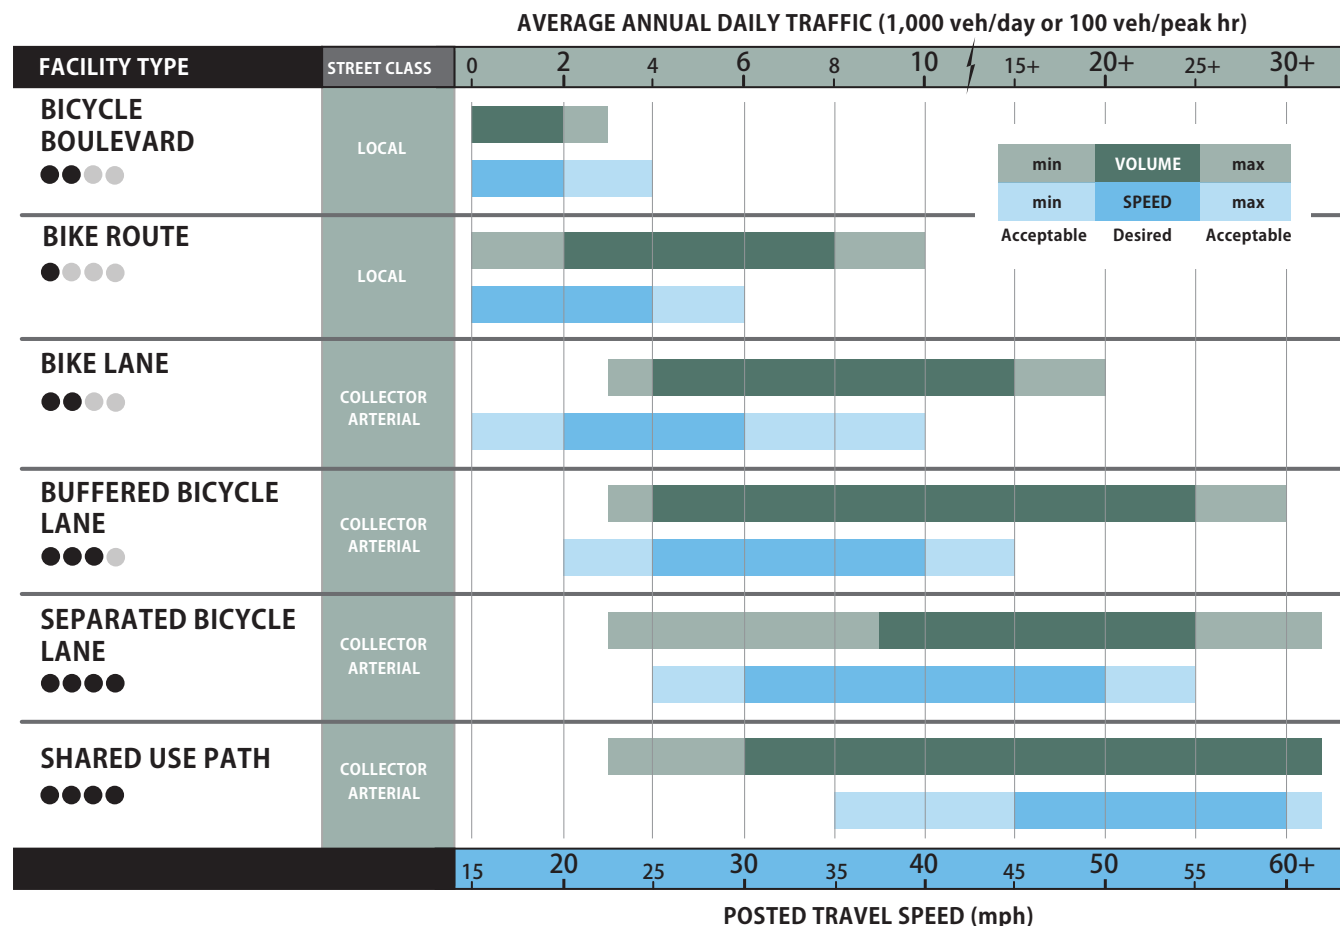 AVERAGE ANNUAL DAILY TRAFFIC (1,000 veh/day or 100 veh/peak hr)
FACILITY TYPE STREET CLASS 0 2 4 6 8 10 15+ 20+ 25+ 30+
BICYCLE
BOULEVARD
LOCAL
min VOLUME max
min SPEED max
Acceptable Desired Acceptable
BIKE ROUTE
LOCAL
BIKE LANE
COLLECTOR
ARTERIAL
BUFFERED BICYCLE
LANE
COLLECTOR
ARTERIAL
SEPARATED BICYCLE
LANE
COLLECTOR
ARTERIAL
SHARED USE PATH
COLLECTOR
ARTERIAL
15 20 25 30 35 40 45 50 55 60+
POSTED TRAVEL SPEED (mph)